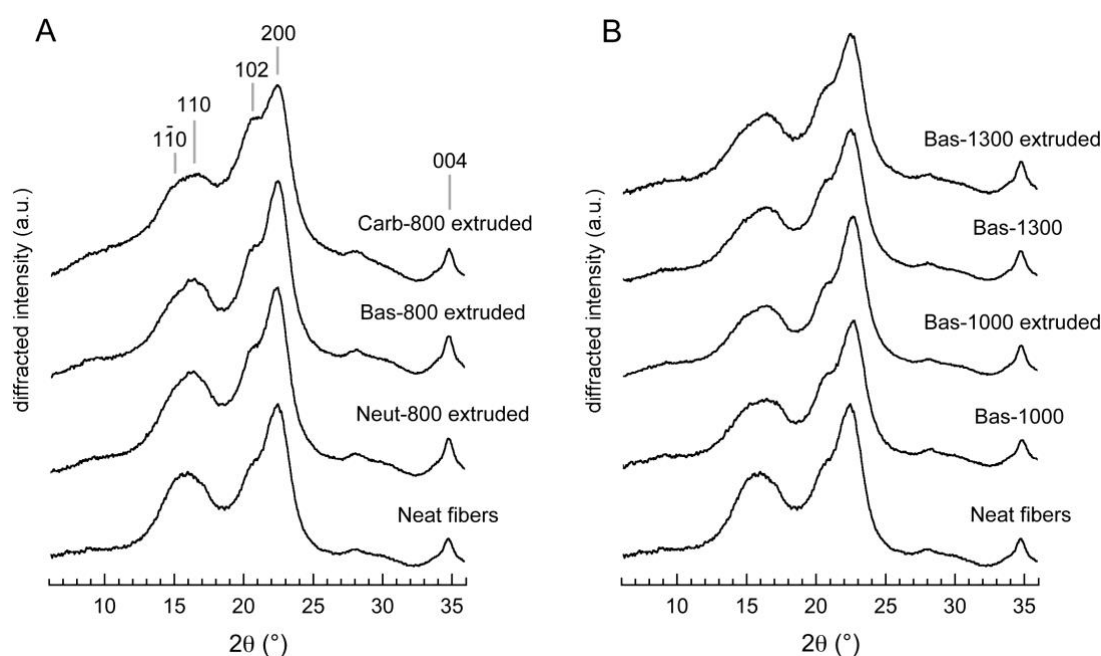 A
200
102
110
11̄0
004
Carb-800 extruded
Bas-800 extruded
Neut-800 extruded
Neat fibers
diffracted intensity (a.u.)
10 15 20 25 30 35
2θ (°)
B
Bas-1300 extruded
Bas-1300
Bas-1000 extruded
Bas-1000
Neat fibers
diffracted intensity (a.u.)
10 15 20 25 30 35
2θ (°)